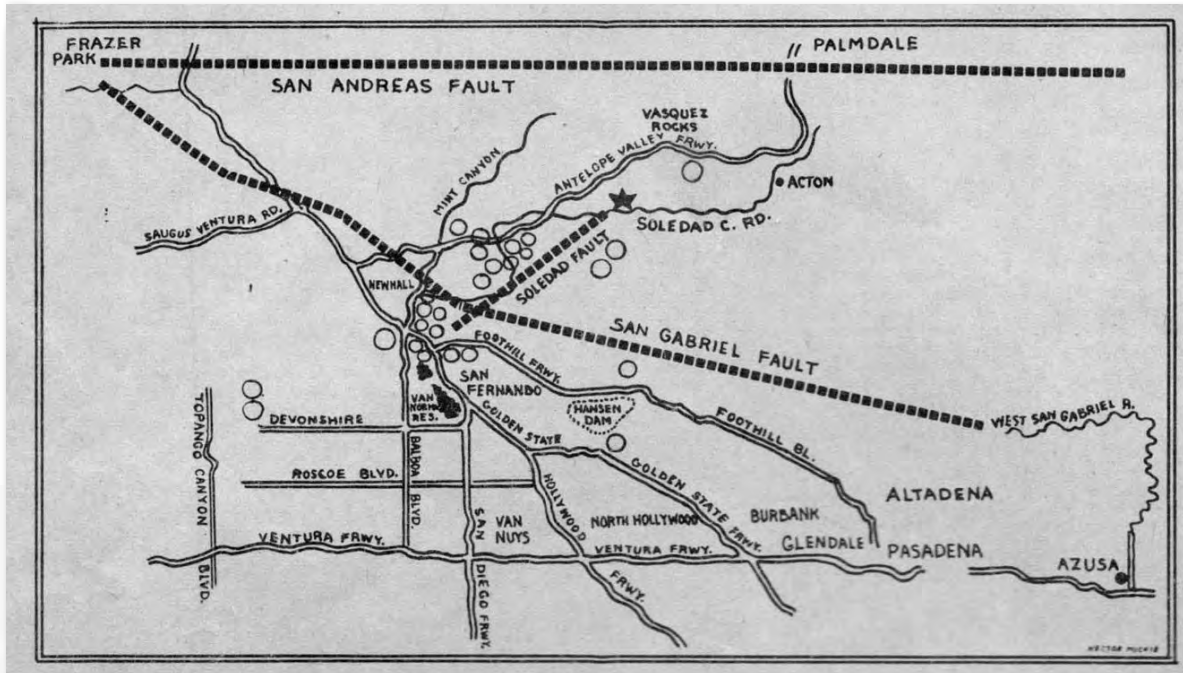 FRAZER
PARK
PALMDALE
SAN ANDREAS FAULT
VASQUEZ
ROCKS
ANTELOPE VALLEY FRWY.
MINT CANYON
ACTON
SAUGUS VENTURA RD.
SOLEDAD C. RD.
SOLEDAD FAULT
NEWHALL
SAN GABRIEL FAULT
FOOTHILL FRWY.
SAN
FERNANDO
VAN
NORMAN
RES.
HANSEN
DAM
WEST SAN GABRIEL R.
TOPANGO CANYON BLVD.
DEVONSHIRE
GOLDEN STATE
FOOTHILL BL.
BALBOA BLVD.
ROSCOE BLVD.
HOLLYWOOD FRWY.
GOLDEN STATE FRWY.
ALTADENA
SAN DIEGO FRWY.
VAN
NUYS
NORTH HOLLYWOOD
BURBANK
VENTURA FRWY.
VENTURA FRWY.
GLENDALE
PASADENA
AZUSA